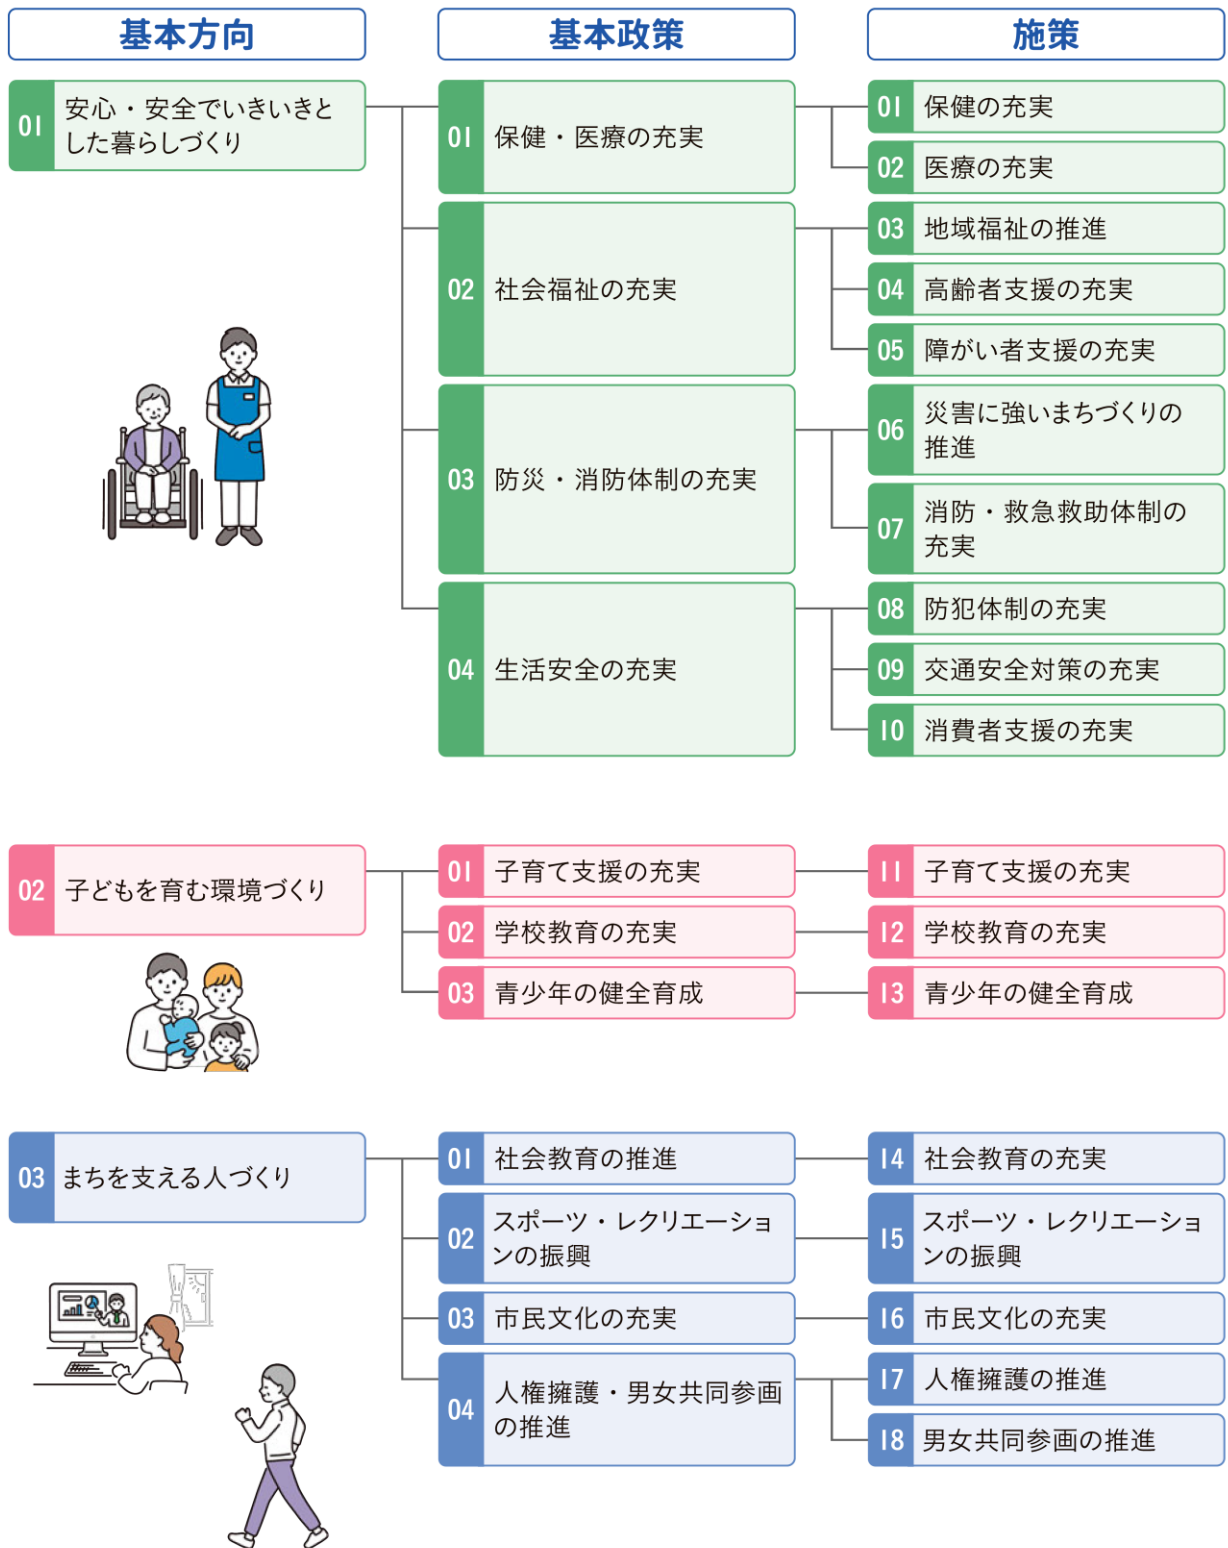 基本方向
基本政策
施策
01
安心・安全でいきいきと
した暮らしづくり
01
保健・医療の充実
01
保健の充実
02
医療の充実
02
社会福祉の充実
03
地域福祉の推進
04
高齢者支援の充実
05
障がい者支援の充実
03
防災・消防体制の充実
06
災害に強いまちづくりの
推進
07
消防・救急救助体制の
充実
04
生活安全の充実
08
防犯体制の充実
09
交通安全対策の充実
10
消費者支援の充実
02
子どもを育む環境づくり
01
子育て支援の充実
11
子育て支援の充実
02
学校教育の充実
12
学校教育の充実
03
青少年の健全育成
13
青少年の健全育成
03
まちを支える人づくり
01
社会教育の推進
14
社会教育の充実
02
スポーツ・レクリエーショ
ンの振興
15
スポーツ・レクリエーショ
ンの振興
03
市民文化の充実
16
市民文化の充実
04
人権擁護・男女共同参画
の推進
17
人権擁護の推進
18
男女共同参画の推進